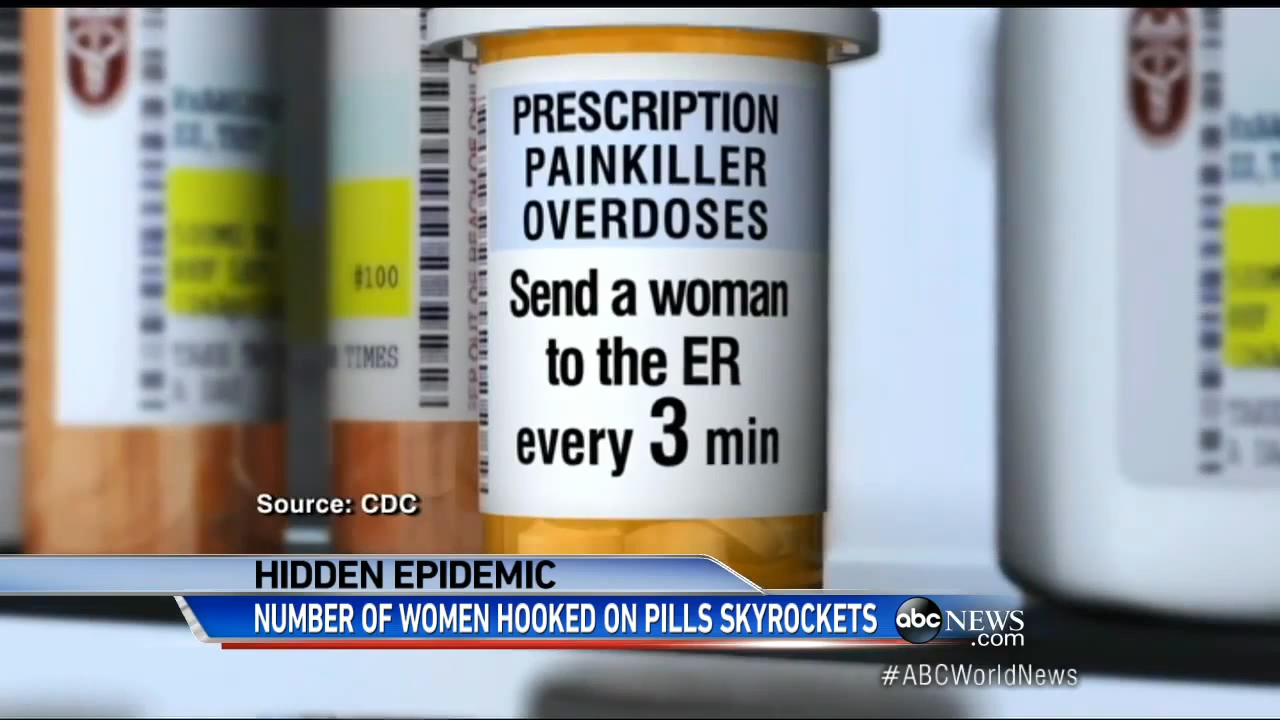 PRESCRIPTION
PAINKILLER
OVERDOSES
Send a woman
to the ER
every 3 min
#100
TIMES
Source: CDC
HIDDEN EPIDEMIC
NUMBER OF WOMEN HOOKED ON PILLS SKYROCKETS
abc NEWS
.com
#ABCWorldNews